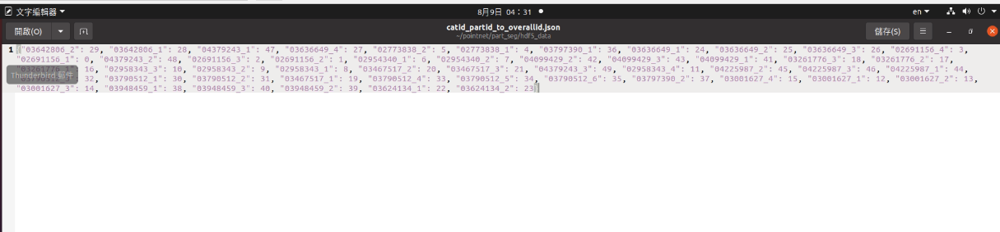 文字編輯器
8月9日 04：31
en
開啟(O)
catid_partid_to_overallid.json
~/pointnet/part_seg/hdf5_data
儲存(S)
1 {"03642806_2": 29, "03642806_1": 28, "04379243_1": 47, "03636649_4": 27, "02773838_2": 5, "02773838_1": 4, "03797390_1": 36, "03636649_1": 24, "03636649_2": 25, "03636649_3": 26, "02691156_4": 3,
"02691156_1": 0, "04379243_2": 48, "02691156_3": 2, "02691156_2": 1, "02954340_1": 6, "02954340_2": 7, "04099429_2": 42, "04099429_3": 43, "04099429_1": 41, "03261776_3": 18, "03261776_2": 17,
"03261776_1": 16, "02958343_3": 10, "02958343_2": 9, "02958343_1": 8, "03467517_2": 20, "03467517_3": 21, "04379243_3": 49, "02958343_4": 11, "04225987_2": 45, "04225987_3": 46, "04225987_1": 44,
Thunderbird 郵件
32, "03790512_1": 30, "03790512_2": 31, "03467517_1": 19, "03790512_4": 33, "03790512_5": 34, "03790512_6": 35, "03797390_2": 37, "03001627_4": 15, "03001627_1": 12, "03001627_2": 13,
"03001627_3": 14, "03948459_1": 38, "03948459_3": 40, "03948459_2": 39, "03624134_1": 22, "03624134_2": 23}